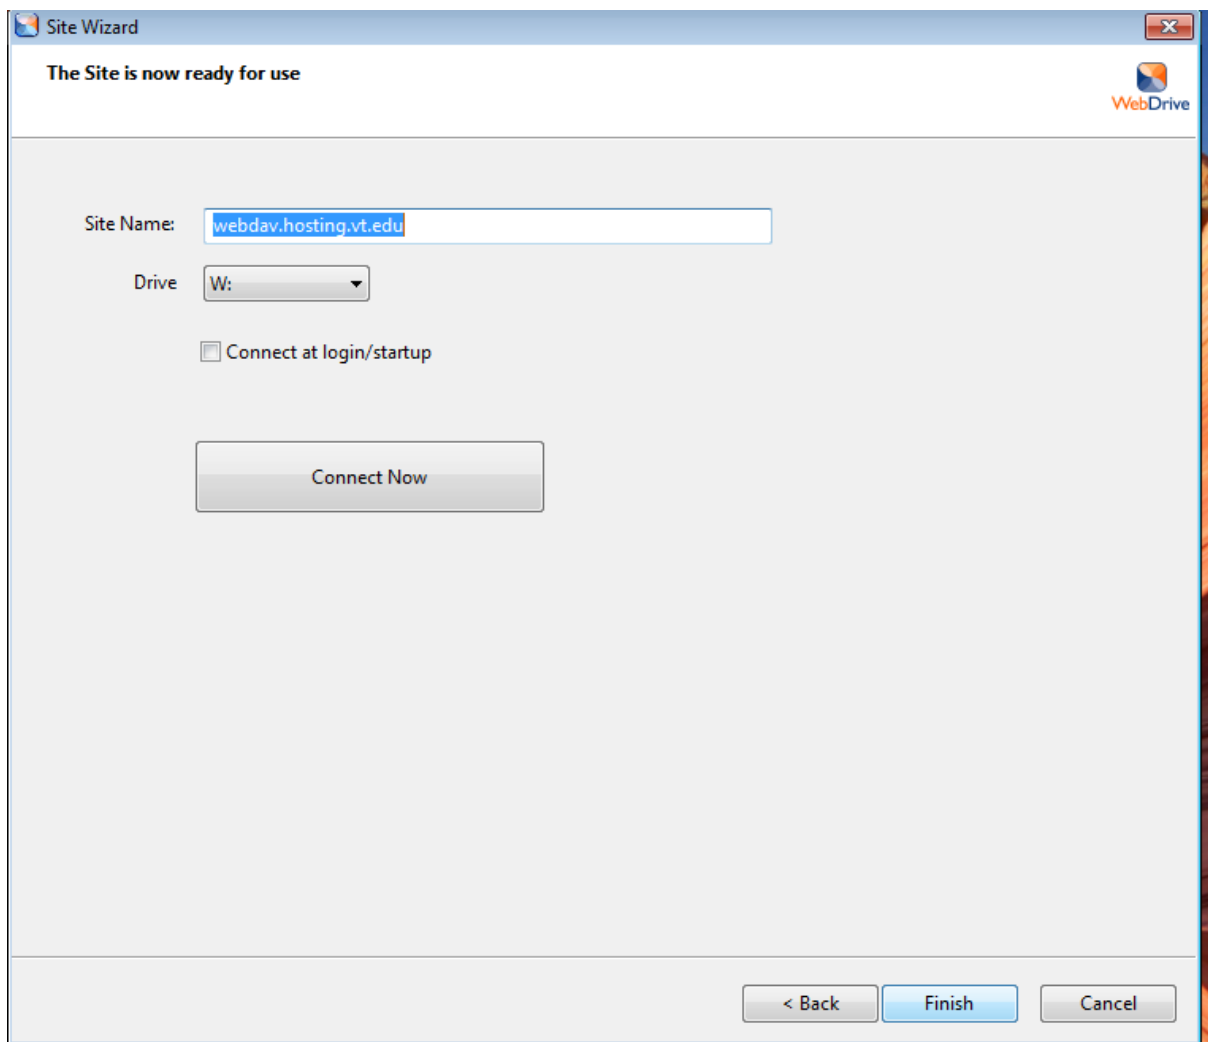 Site Wizard
The Site is now ready for use
WebDrive
Site Name: webdav.hosting.vt.edu
Drive W:
Connect at login/startup
Connect Now
< Back Finish Cancel